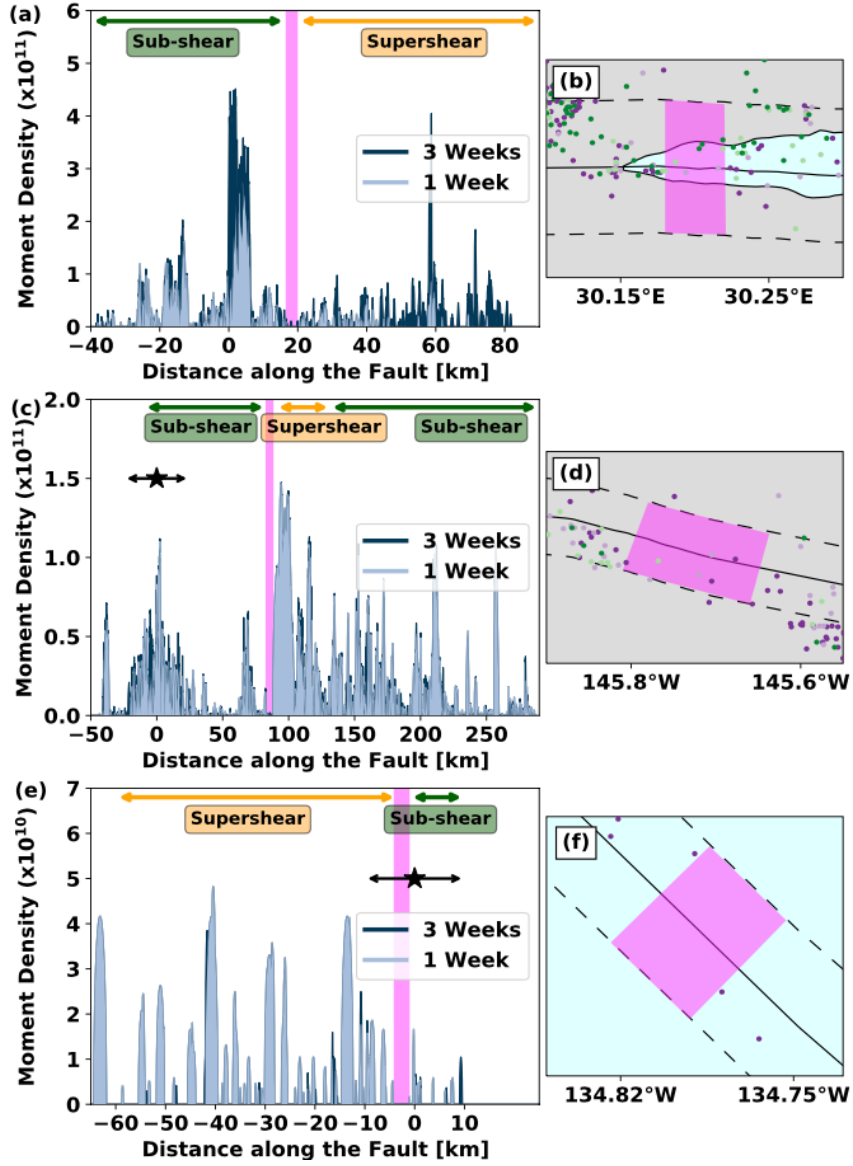 (a)
Moment Density (x10¹¹)
6
5
4
3
2
1
0
Sub-shear
Supershear
3 Weeks
1 Week
−40 −20 0 20 40 60 80
Distance along the Fault [km]
(b)
30.15°E 30.25°E
(c)
Moment Density (x10¹¹)
2.0
1.5
1.0
0.5
0.0
Sub-shear
Supershear
Sub-shear
3 Weeks
1 Week
−50 0 50 100 150 200 250
Distance along the Fault [km]
(d)
145.8°W 145.6°W
(e)
Moment Density (x10¹⁰)
7
6
5
4
3
2
1
0
Supershear
Sub-shear
3 Weeks
1 Week
−60 −50 −40 −30 −20 −10 0 10
Distance along the Fault [km]
(f)
134.82°W 134.75°W